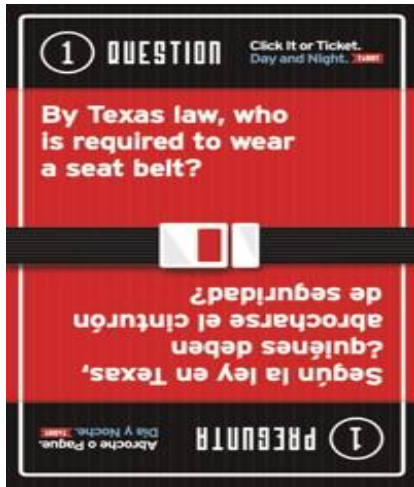 1 QUESTION
Click It or Ticket.
Day and Night.
By Texas law, who
is required to wear
a seat belt?
Según la ley en Texas,
¿quiénes deben
abrocharse el cinturón
de seguridad?
1 PREGUNTA
Abroche o Pague.
Día y Noche.